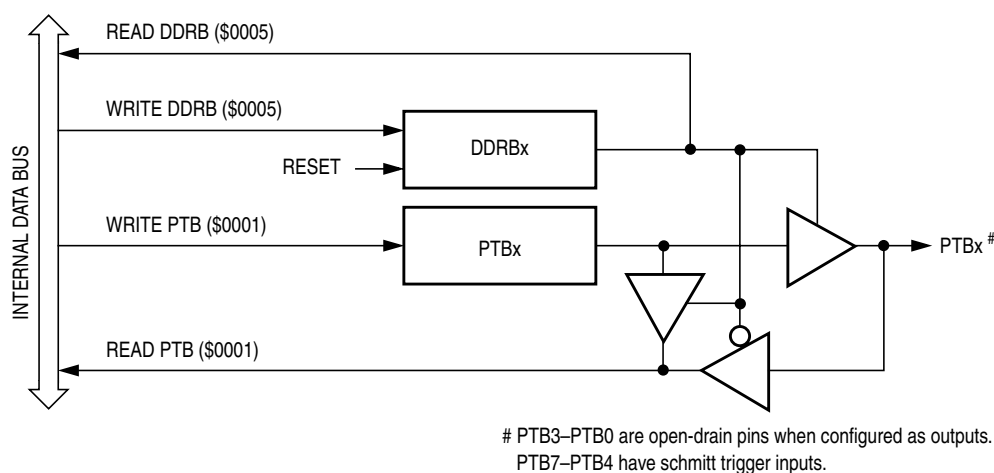 READ DDRB ($0005)
WRITE DDRB ($0005)
RESET
DDRBx
INTERNAL DATA BUS
WRITE PTB ($0001)
PTBx
PTBx #
READ PTB ($0001)
# PTB3–PTB0 are open-drain pins when configured as outputs.
PTB7–PTB4 have schmitt trigger inputs.